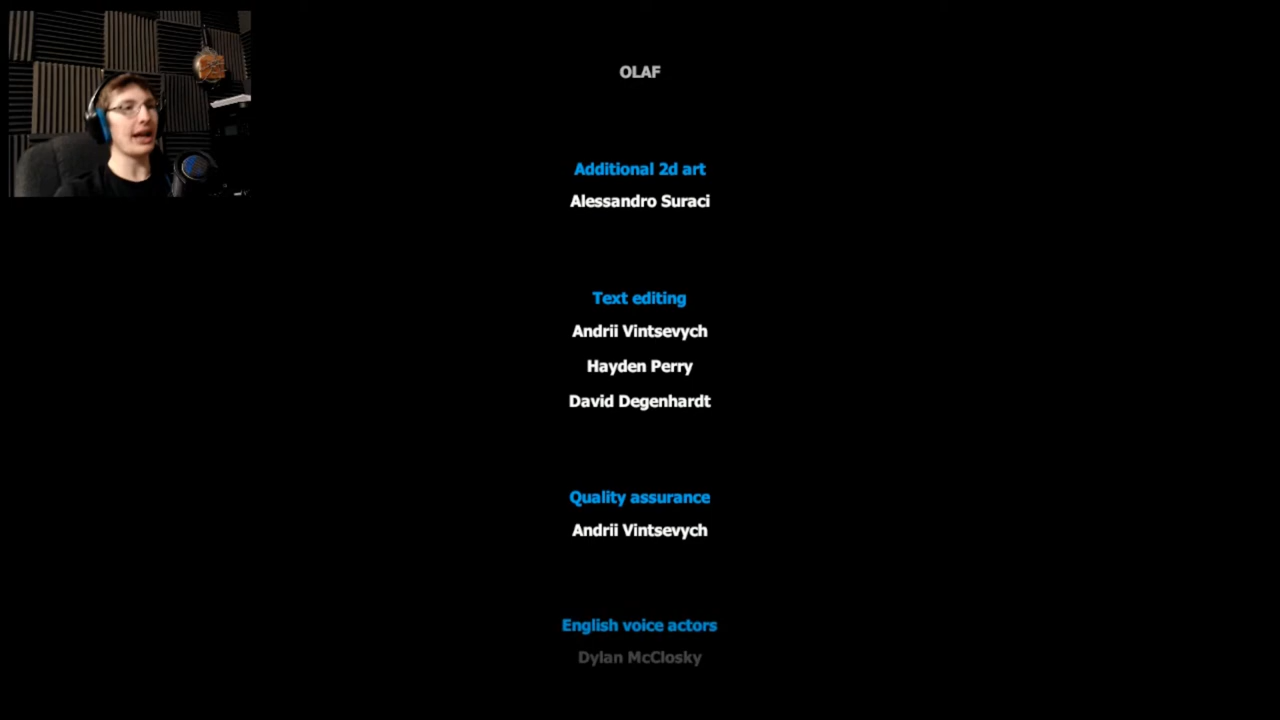 OLAF
Additional 2d art
Alessandro Suraci
Text editing
Andrii Vintsevych
Hayden Perry
David Degenhardt
Quality assurance
Andrii Vintsevych
English voice actors
Dylan McClosky